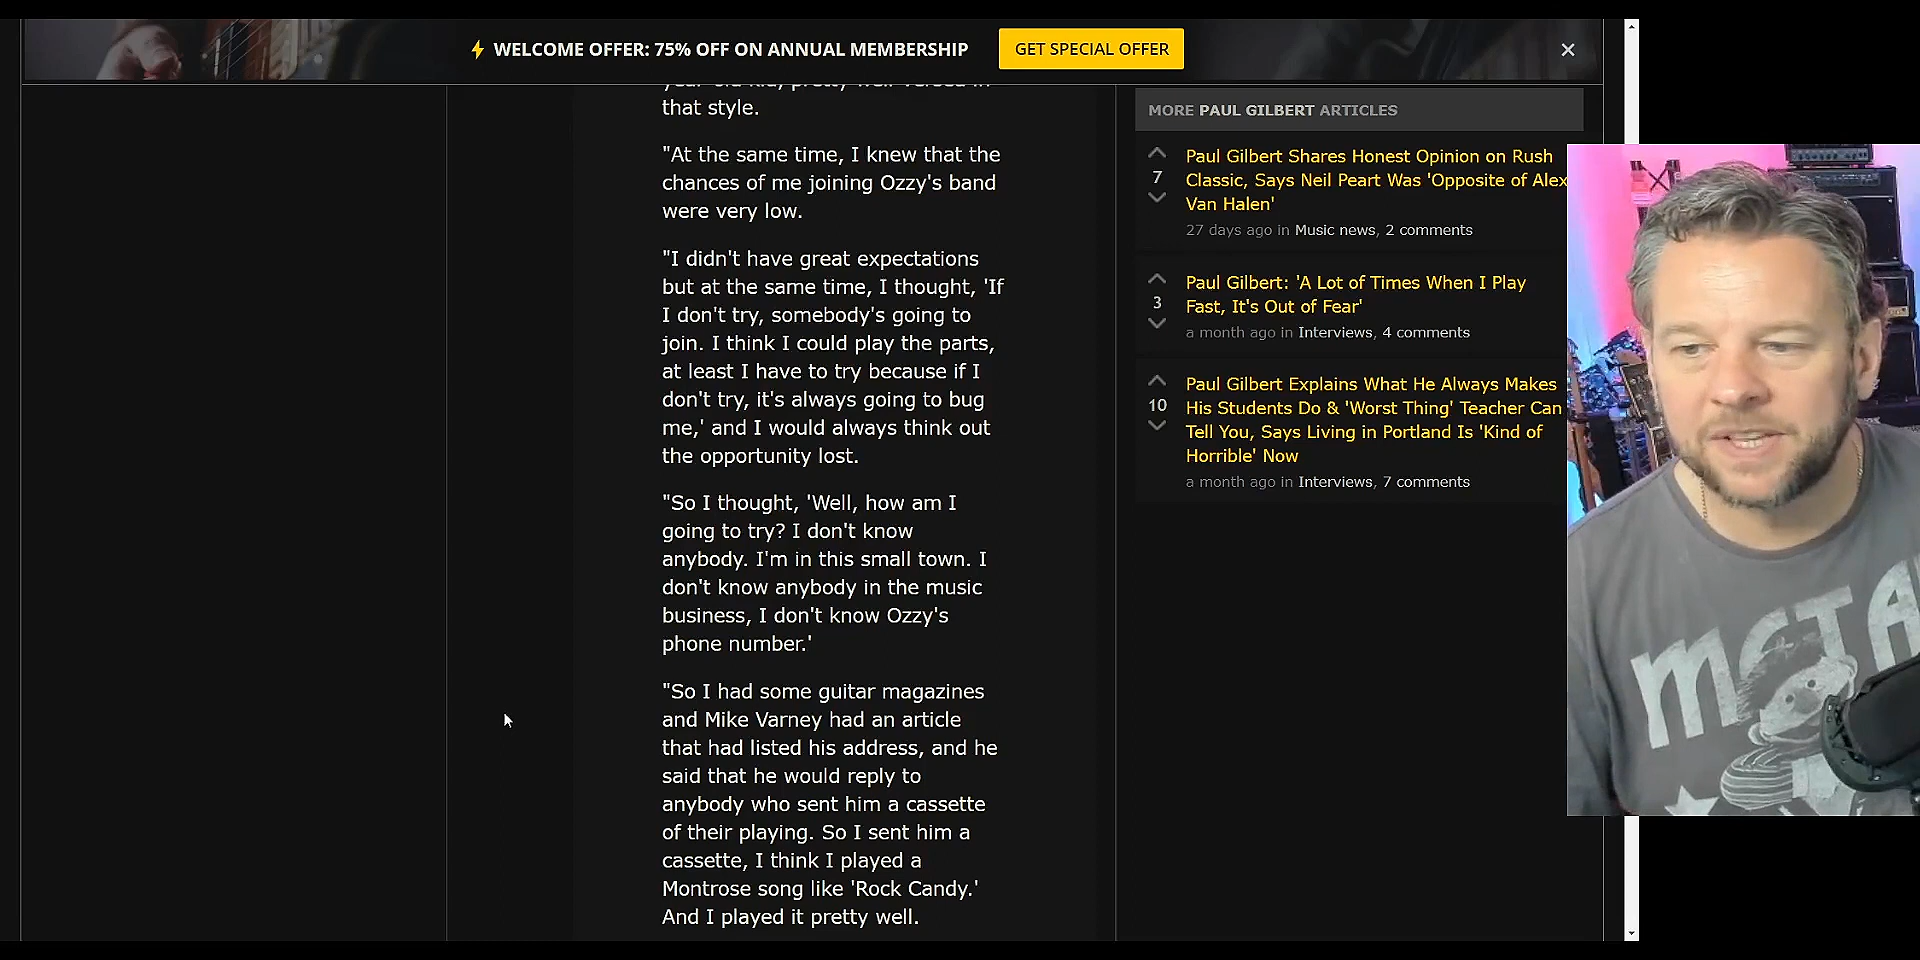 WELCOME OFFER: 75% OFF ON ANNUAL MEMBERSHIP
GET SPECIAL OFFER
that style.
"At the same time, I knew that the
chances of me joining Ozzy's band
were very low.
"I didn't have great expectations
but at the same time, I thought, 'If
I don't try, somebody's going to
join. I think I could play the parts,
at least I have to try because if I
don't try, it's always going to bug
me,' and I would always think out
the opportunity lost.
"So I thought, 'Well, how am I
going to try? I don't know
anybody. I'm in this small town. I
don't know anybody in the music
business, I don't know Ozzy's
phone number.'
"So I had some guitar magazines
and Mike Varney had an article
that had listed his address, and he
said that he would reply to
anybody who sent him a cassette
of their playing. So I sent him a
cassette, I think I played a
Montrose song like 'Rock Candy.'
And I played it pretty well.
MORE PAUL GILBERT ARTICLES
7
Paul Gilbert Shares Honest Opinion on Rush
Classic, Says Neil Peart Was 'Opposite of Alex
Van Halen'
27 days ago in Music news, 2 comments
3
Paul Gilbert: 'A Lot of Times When I Play
Fast, It's Out of Fear'
a month ago in Interviews, 4 comments
10
Paul Gilbert Explains What He Always Makes
His Students Do & 'Worst Thing' Teacher Can
Tell You, Says Living in Portland Is 'Kind of
Horrible' Now
a month ago in Interviews, 7 comments
META